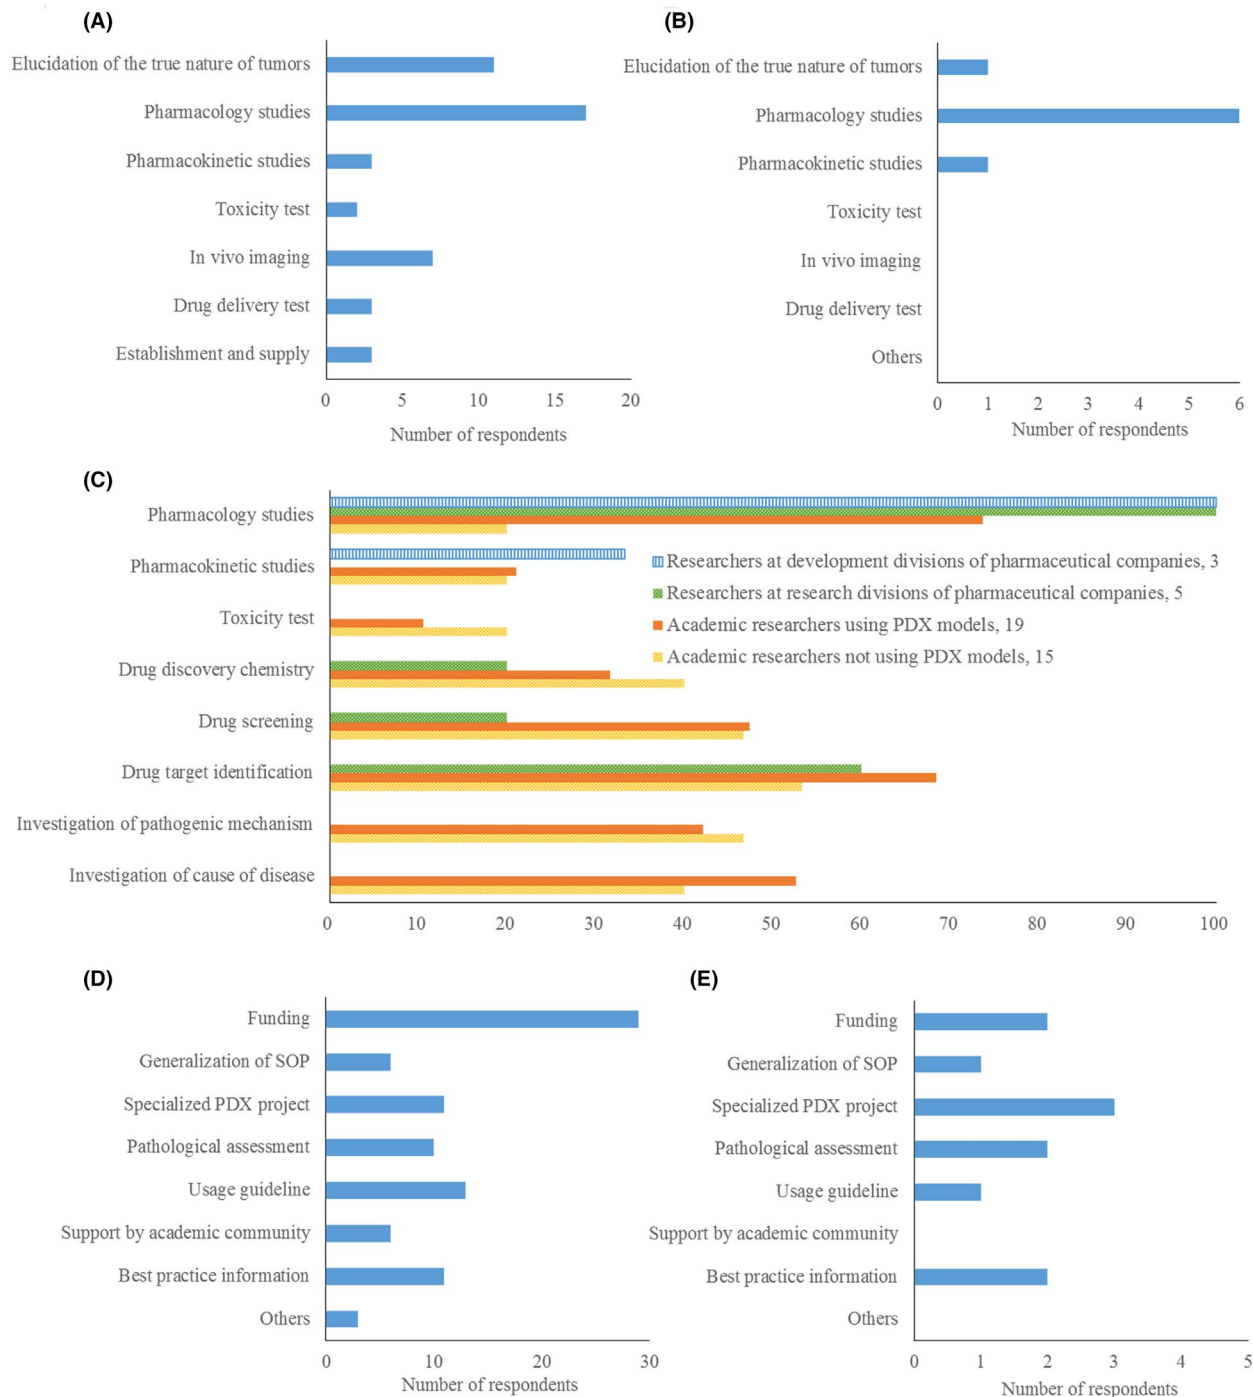 (A)
Elucidation of the true nature of tumors
Pharmacology studies
Pharmacokinetic studies
Toxicity test
In vivo imaging
Drug delivery test
Establishment and supply
0 5 10 15 20
Number of respondents
(B)
Elucidation of the true nature of tumors
Pharmacology studies
Pharmacokinetic studies
Toxicity test
In vivo imaging
Drug delivery test
Others
0 1 2 3 4 5 6
Number of respondents
(C)
Pharmacology studies
Pharmacokinetic studies
Toxicity test
Drug discovery chemistry
Drug screening
Drug target identification
Investigation of pathogenic mechanism
Investigation of cause of disease
Researchers at development divisions of pharmaceutical companies, 3
Researchers at research divisions of pharmaceutical companies, 5
Academic researchers using PDX models, 19
Academic researchers not using PDX models, 15
0 10 20 30 40 50 60 70 80 90 100
(D)
Funding
Generalization of SOP
Specialized PDX project
Pathological assessment
Usage guideline
Support by academic community
Best practice information
Others
0 10 20 30
Number of respondents
(E)
Funding
Generalization of SOP
Specialized PDX project
Pathological assessment
Usage guideline
Support by academic community
Best practice information
Others
0 1 2 3 4 5
Number of respondents